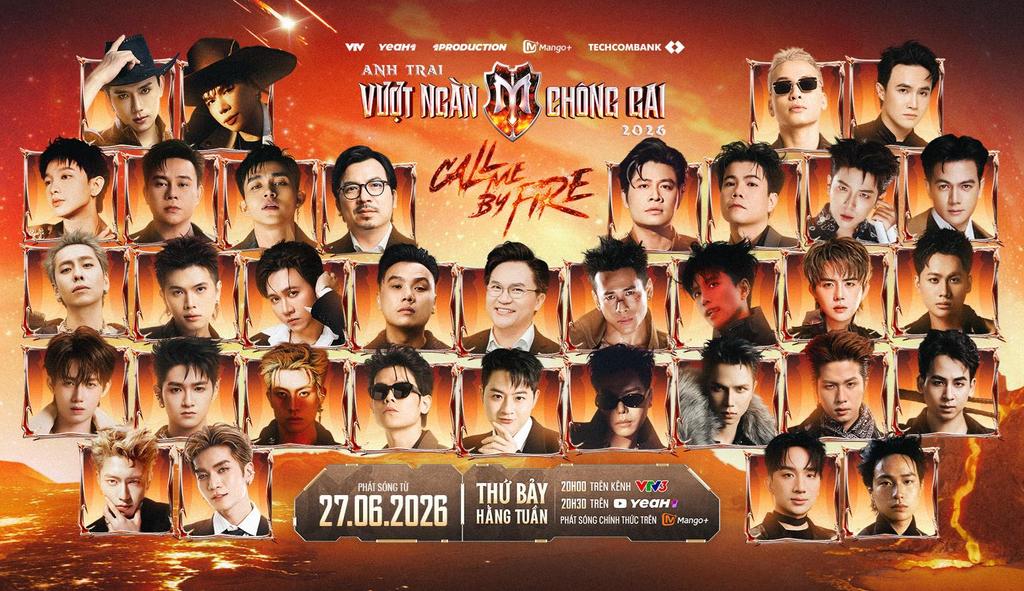 VTV YEAH1 1PRODUCTION Mango+ TECHCOMBANK
ANH TRAI
VƯỢT NGÀN CHÔNG GAI
2026
CALL
ME
BY FIRE
PHÁT SÓNG TỪ
27.06.2026
THỨ BẢY
HẰNG TUẦN
20H00 TRÊN KÊNH VTV3
20H30 TRÊN YEAH1
PHÁT SÓNG CHÍNH THỨC TRÊN Mango+